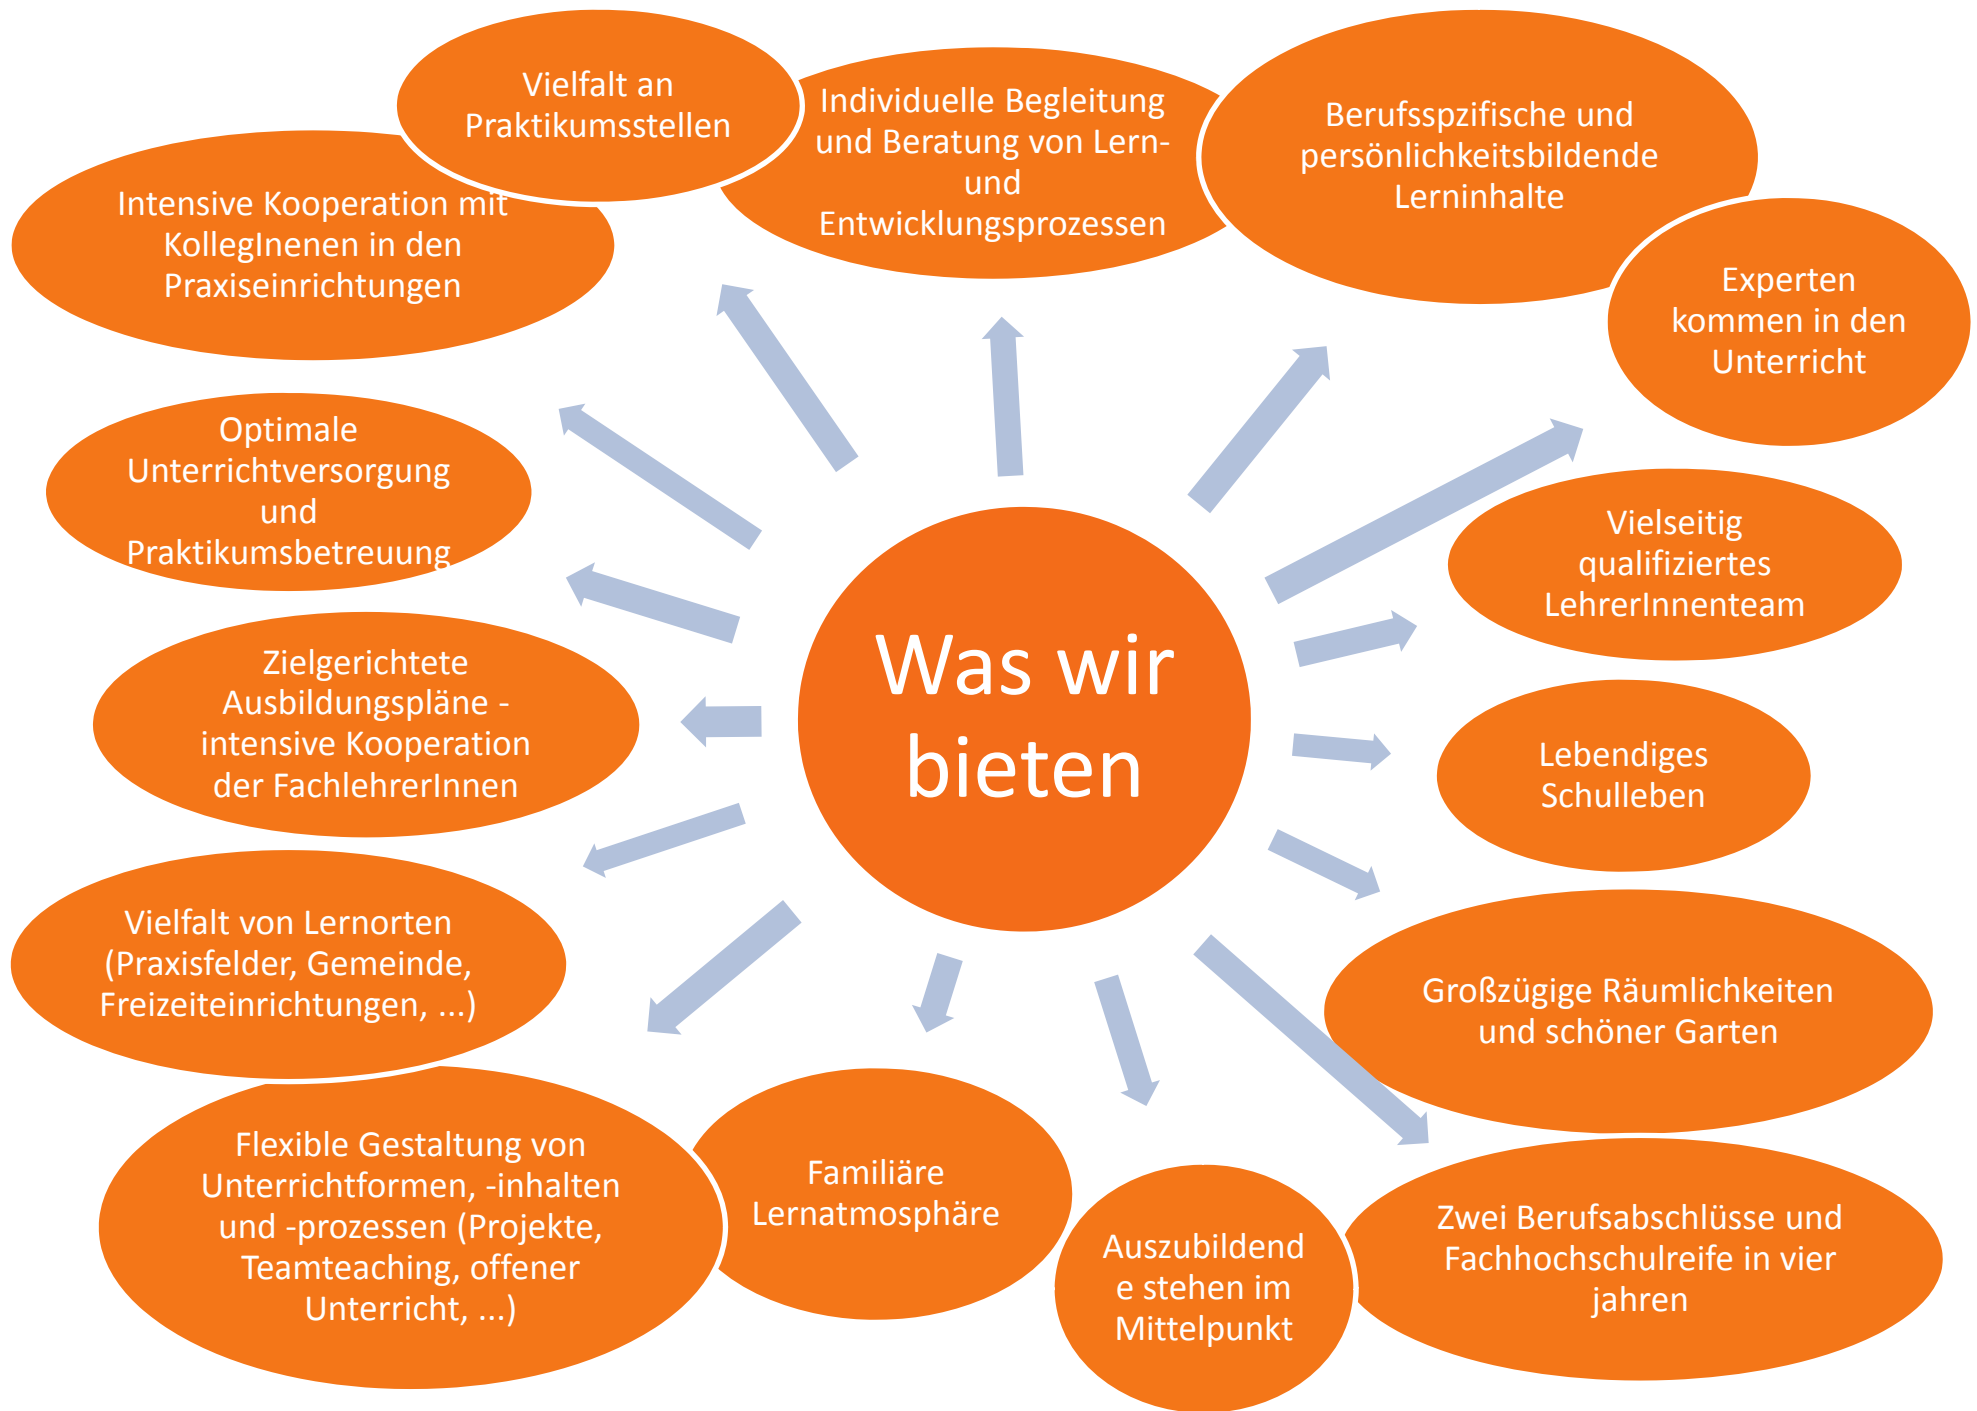 Vielfalt an
Praktikumsstellen
Individuelle Begleitung
und Beratung von Lern-
und
Entwicklungsprozessen
Berufsspzifische und
persönlichkeitsbildende
Lerninhalte
Experten
kommen in den
Unterricht
Vielseitig
qualifiziertes
LehrerInnenteam
Lebendiges
Schulleben
Großzügige Räumlichkeiten
und schöner Garten
Zwei Berufsabschlüsse und
Fachhochschulreife in vier
jahren
Auszubildend
e stehen im
Mittelpunkt
Familiäre
Lernatmosphäre
Flexible Gestaltung von
Unterrichtformen, -inhalten
und -prozessen (Projekte,
Teamteaching, offener
Unterricht, ...)
Vielfalt von Lernorten
(Praxisfelder, Gemeinde,
Freizeiteinrichtungen, ...)
Zielgerichtete
Ausbildungspläne -
intensive Kooperation
der FachlehrerInnen
Optimale
Unterrichtversorgung
und
Praktikumsbetreuung
Intensive Kooperation mit
KollegInenen in den
Praxiseinrichtungen
Was wir
bieten